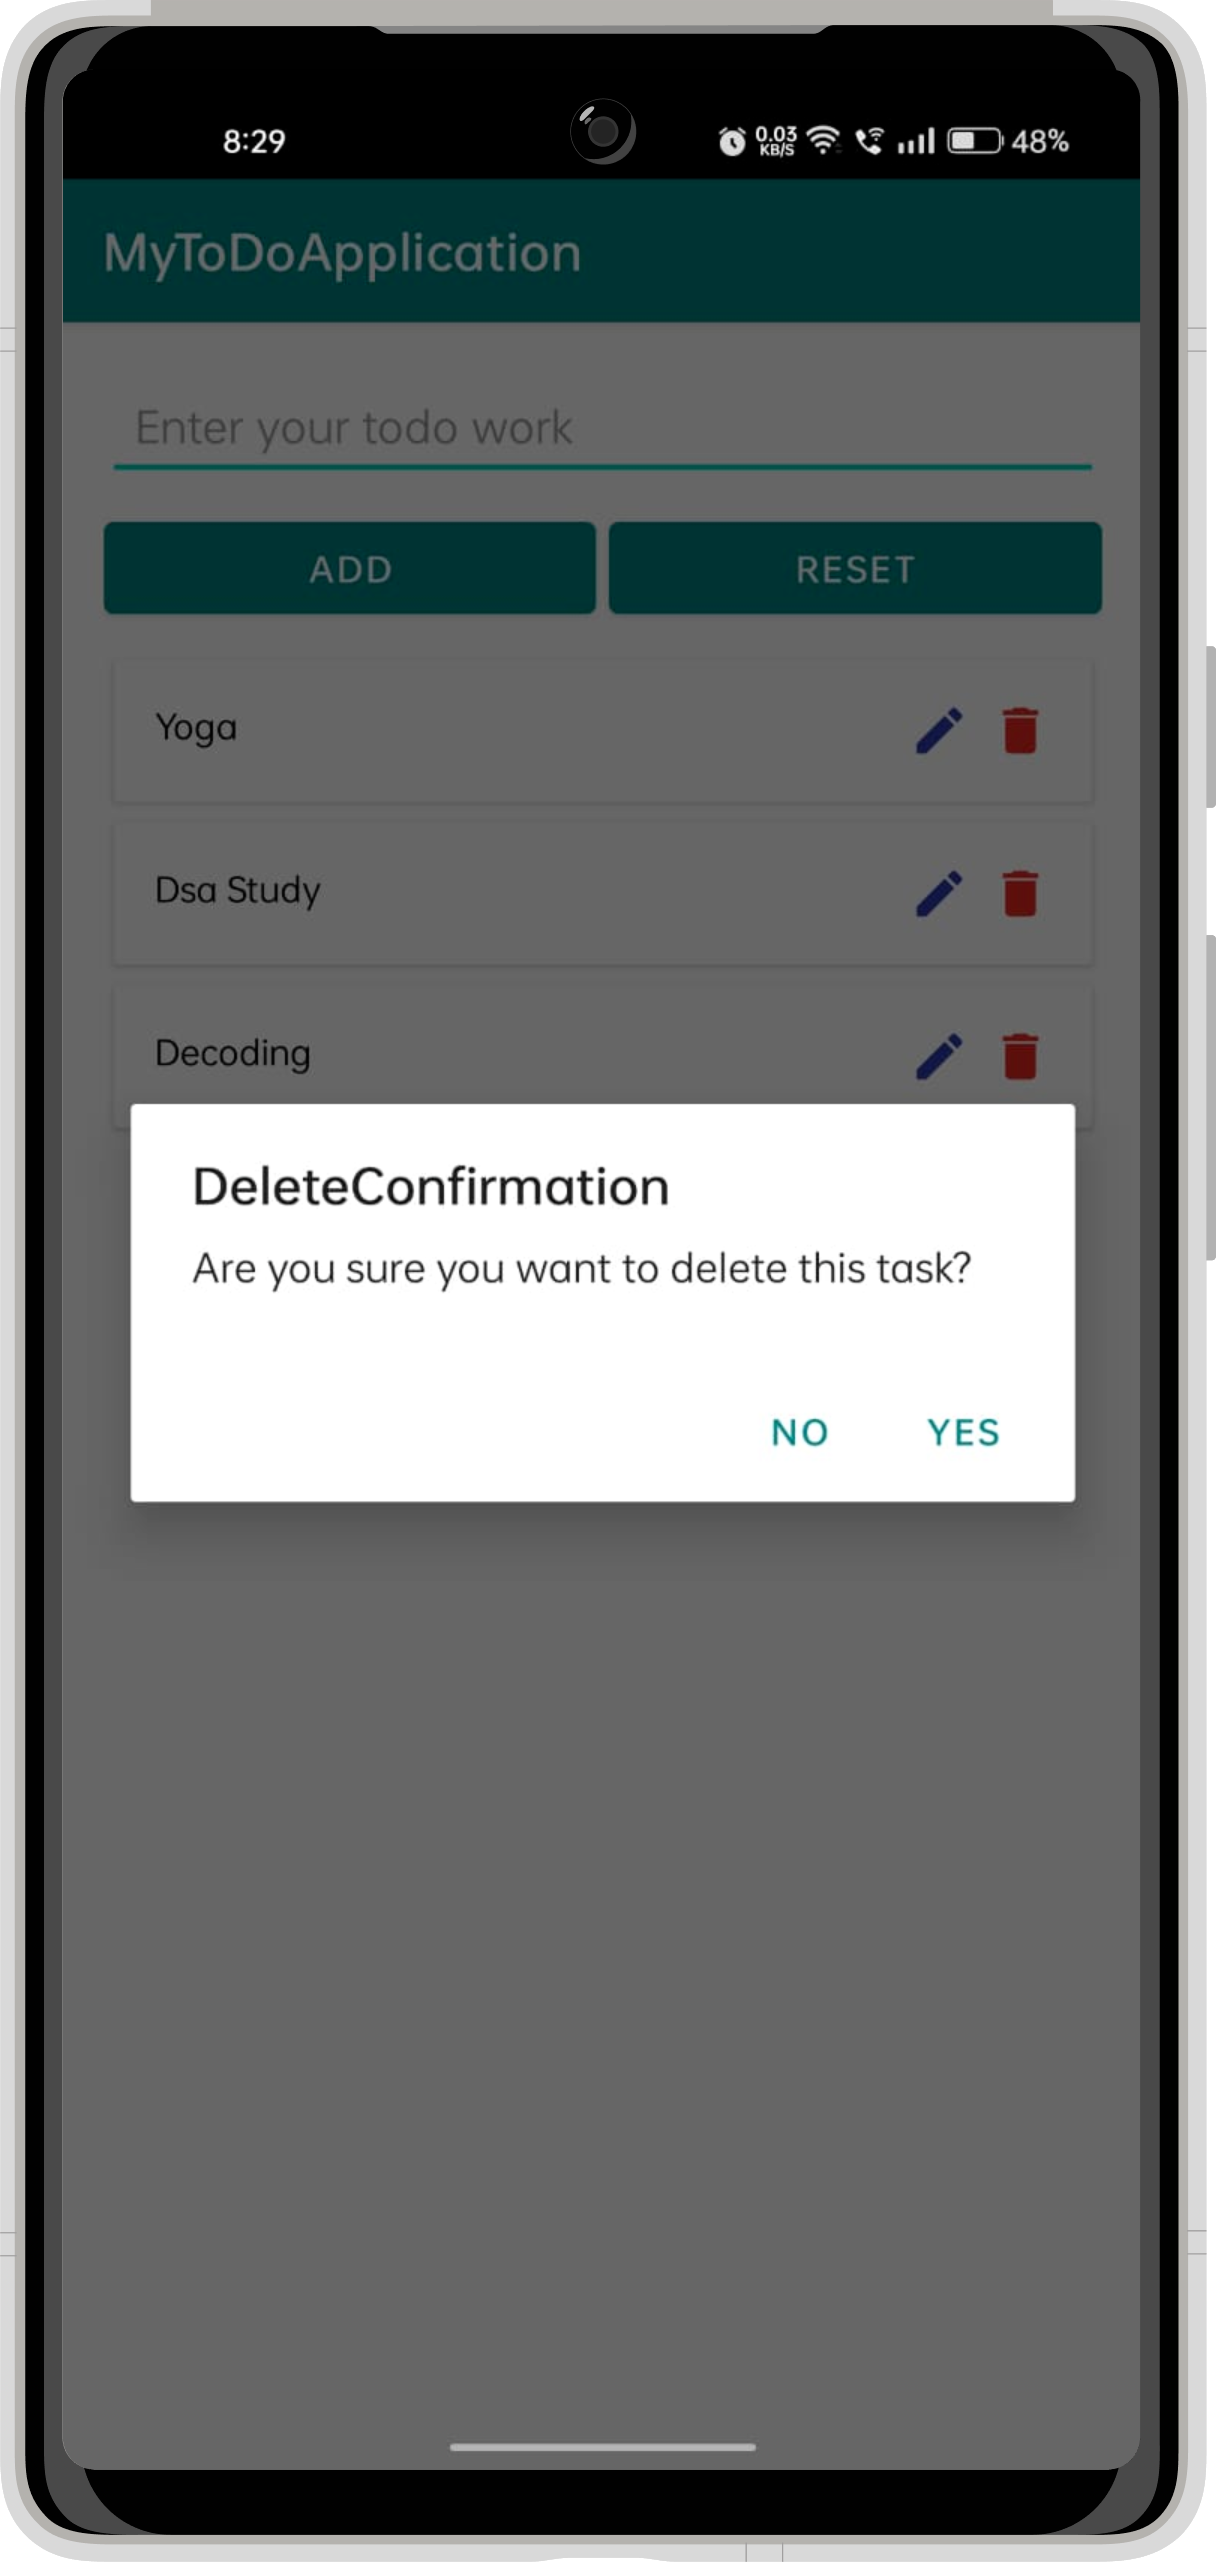 8:29
0.03
KB/S
48%
MyToDoApplication
Enter your todo work
ADD RESET
Yoga
Dsa Study
Decoding
DeleteConfirmation
Are you sure you want to delete this task?
NO YES